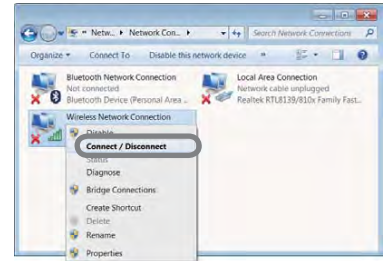 « Netw... ▸ Network Con... ▸
Search Network Connections
Organize ▾ Connect To Disable this network device »
Bluetooth Network Connection
Not connected
Bluetooth Device (Personal Area ...
Local Area Connection
Network cable unplugged
Realtek RTL8139/810x Family Fast...
Wireless Network Connection
Disable
Connect / Disconnect
Status
Diagnose
Bridge Connections
Create Shortcut
Delete
Rename
Properties